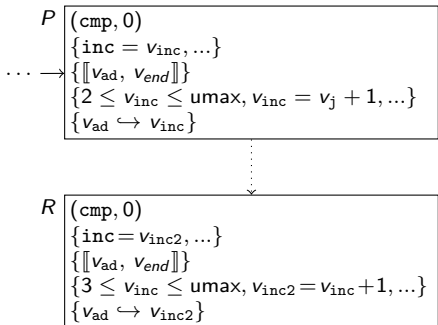 P (cmp, 0)
{inc = v_inc, ...}
··· → {⟦v_ad, v_end⟧}
{2 ≤ v_inc ≤ umax, v_inc = v_j + 1, ...}
{v_ad ↪ v_inc}
R (cmp, 0)
{inc = v_inc2, ...}
{⟦v_ad, v_end⟧}
{3 ≤ v_inc ≤ umax, v_inc2 = v_inc + 1, ...}
{v_ad ↪ v_inc2}